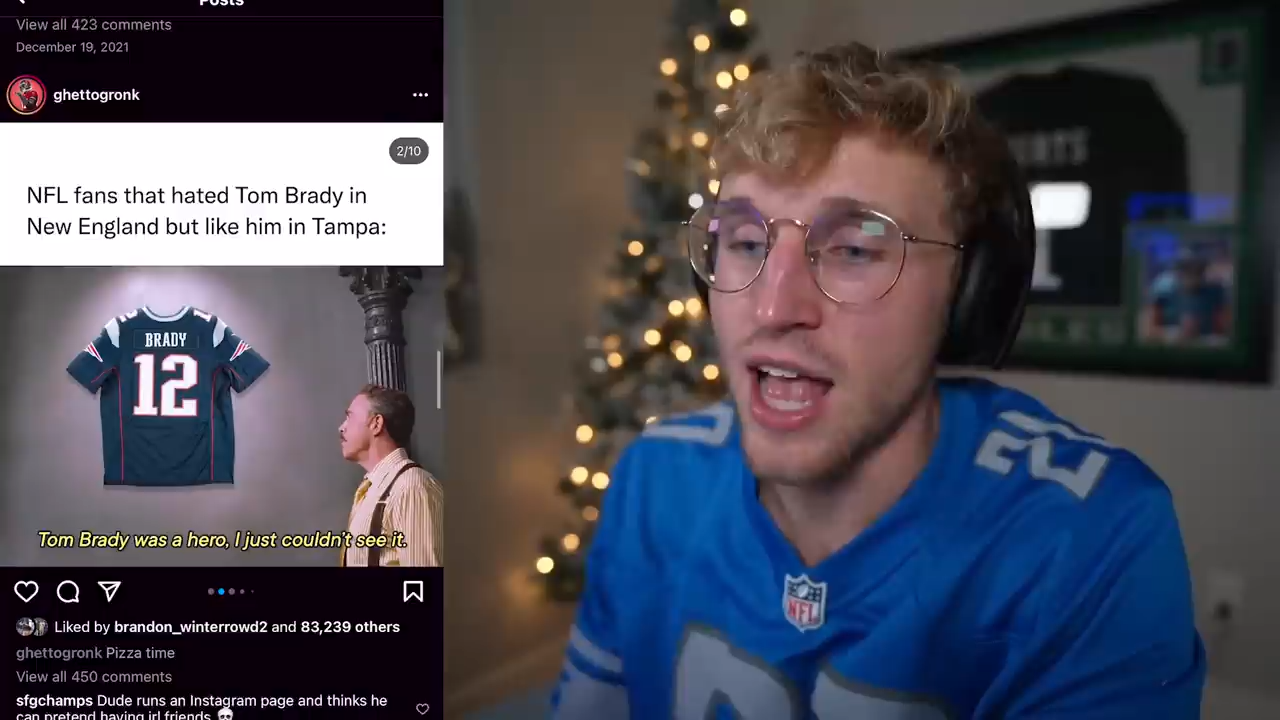 Posts
View all 423 comments
December 19, 2021
ghettogronk
2/10
NFL fans that hated Tom Brady in
New England but like him in Tampa:
BRADY
12
Tom Brady was a hero, I just couldn't see it.
Liked by brandon_winterrowd2 and 83,239 others
ghettogronk Pizza time
View all 450 comments
sfgchamps Dude runs an Instagram page and thinks he
can pretend having irl friends
NFL